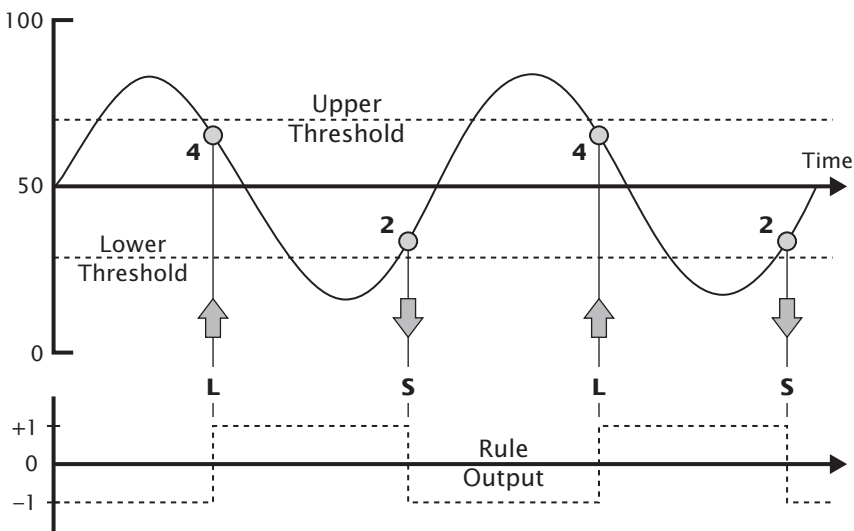 100
Upper
Threshold
4
4
Time
50
2
2
Lower
Threshold
0
L
S
L
S
+1
Rule
0
Output
−1